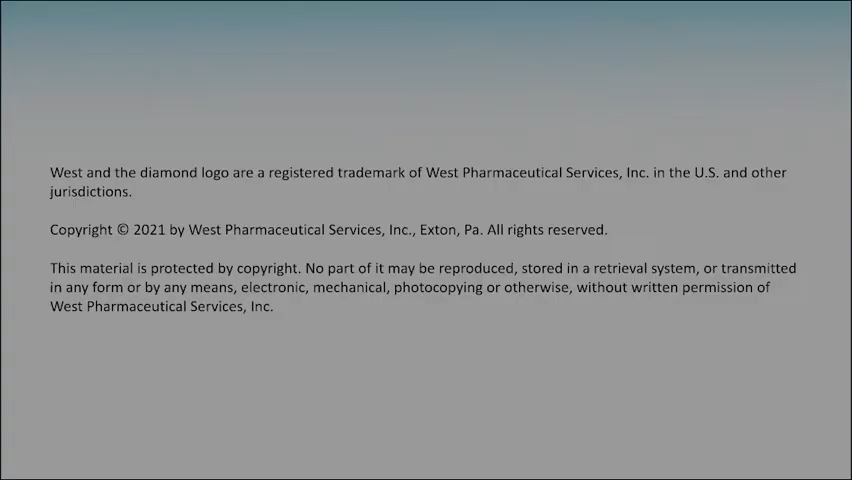 West and the diamond logo are a registered trademark of West Pharmaceutical Services, Inc. in the U.S. and other
jurisdictions.
Copyright © 2021 by West Pharmaceutical Services, Inc., Exton, Pa. All rights reserved.
This material is protected by copyright. No part of it may be reproduced, stored in a retrieval system, or transmitted
in any form or by any means, electronic, mechanical, photocopying or otherwise, without written permission of
West Pharmaceutical Services, Inc.